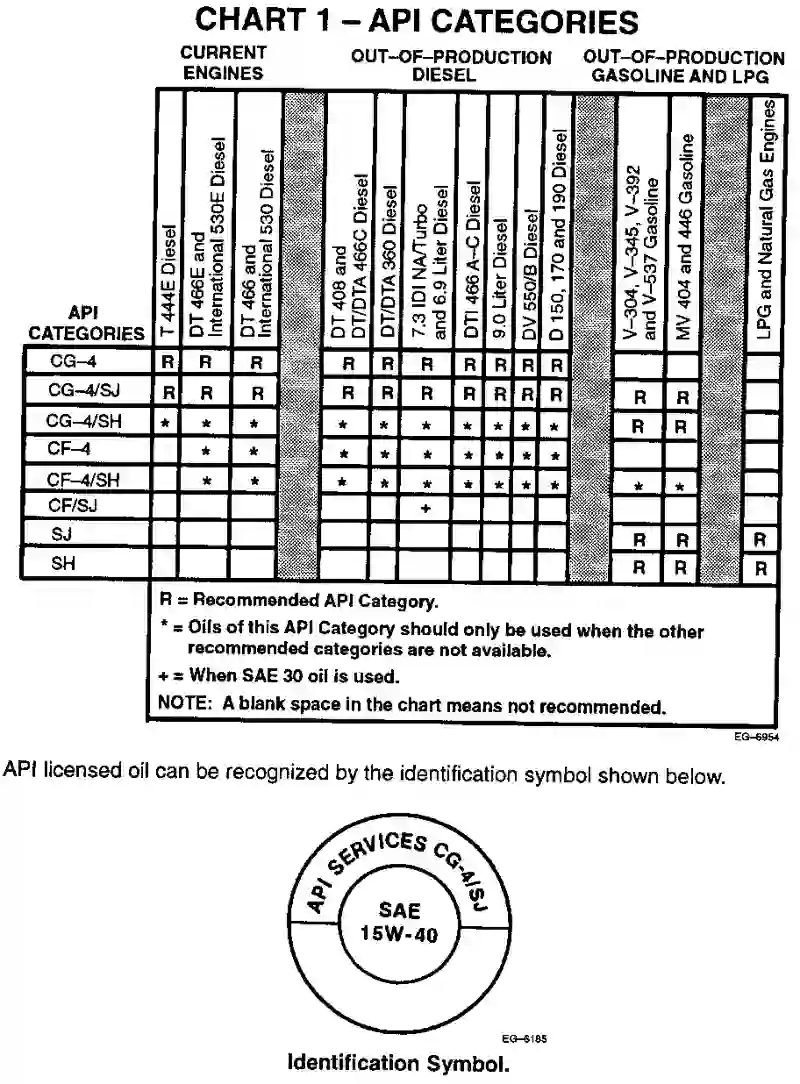 CHART 1 – API CATEGORIES
CURRENT
ENGINES
OUT–OF–PRODUCTION
DIESEL
OUT–OF–PRODUCTION
GASOLINE AND LPG
API
CATEGORIES
T 444E Diesel
DT 466E and
International 530E Diesel
DT 466 and
International 530 Diesel
DT 408 and
DT/DTA 466C Diesel
DT/DTA 360 Diesel
7.3 IDI NA/Turbo
and 6.9 Liter Diesel
DTI 466 A–C Diesel
9.0 Liter Diesel
DV 550/B Diesel
D 150, 170 and 190 Diesel
V–304, V–345, V–392
and V–537 Gasoline
MV 404 and 446 Gasoline
LPG and Natural Gas Engines
CG–4 R R R R R R R R R R
CG–4/SJ R R R R R R R R R R R R
CG–4/SH * * * * * * * * * * R R
CF–4 * * * * * * * * *
CF–4/SH * * * * * * * * * * *
CF/SJ +
SJ R R R
SH R R R
R = Recommended API Category.
* = Oils of this API Category should only be used when the other
recommended categories are not available.
+ = When SAE 30 oil is used.
NOTE: A blank space in the chart means not recommended.
EG–6954
API licensed oil can be recognized by the identification symbol shown below.
API SERVICES CG-4/SJ
SAE
15W-40
EG–6185
Identification Symbol.